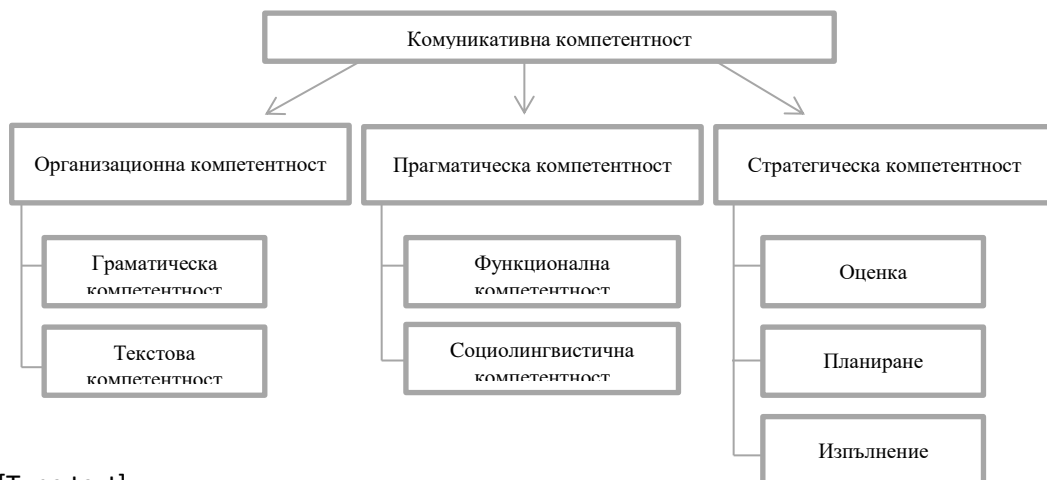 Комуникативна компетентност
Организационна компетентност
Прагматическа компетентност
Стратегическа компетентност
Граматическа
компетентност
Текстова
компетентност
Функционална
компетентност
Социолингвистична
компетентност
Оценка
Планиране
Изпълнение